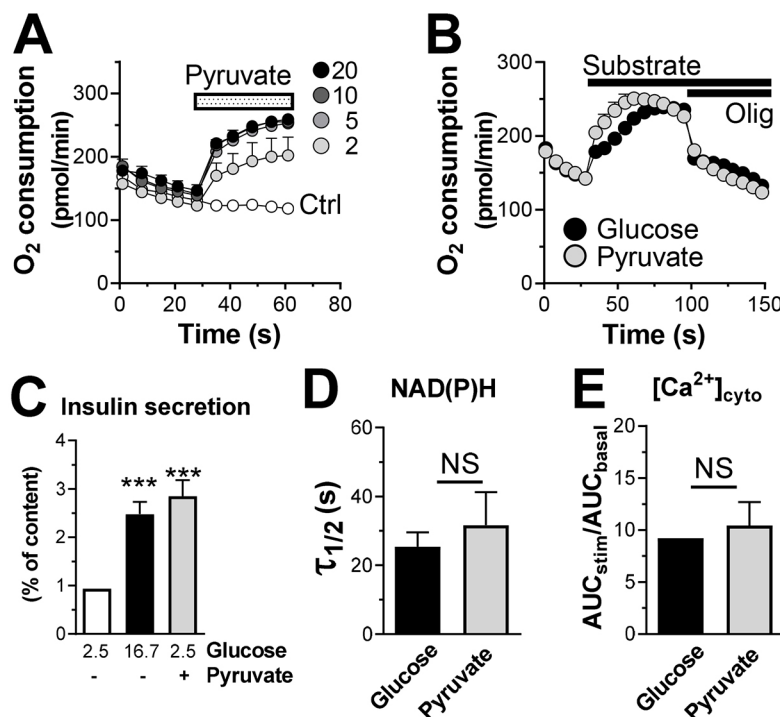 A
O2 consumption
(pmol/min)
300
200
100
0
0 20 40 60 80
Time (s)
Pyruvate
20
10
5
2
Ctrl
B
O2 consumption
(pmol/min)
300
200
100
0
0 50 100 150
Time (s)
Substrate
Olig
Glucose
Pyruvate
C Insulin secretion
(% of content)
4
3
2
1
0
*** ***
2.5 16.7 2.5 Glucose
- - + Pyruvate
D NAD(P)H
τ1/2 (s)
60
40
20
0
NS
Glucose
Pyruvate
E [Ca2+]cyto
AUCstim/AUCbasal
20
15
10
5
0
NS
Glucose
Pyruvate